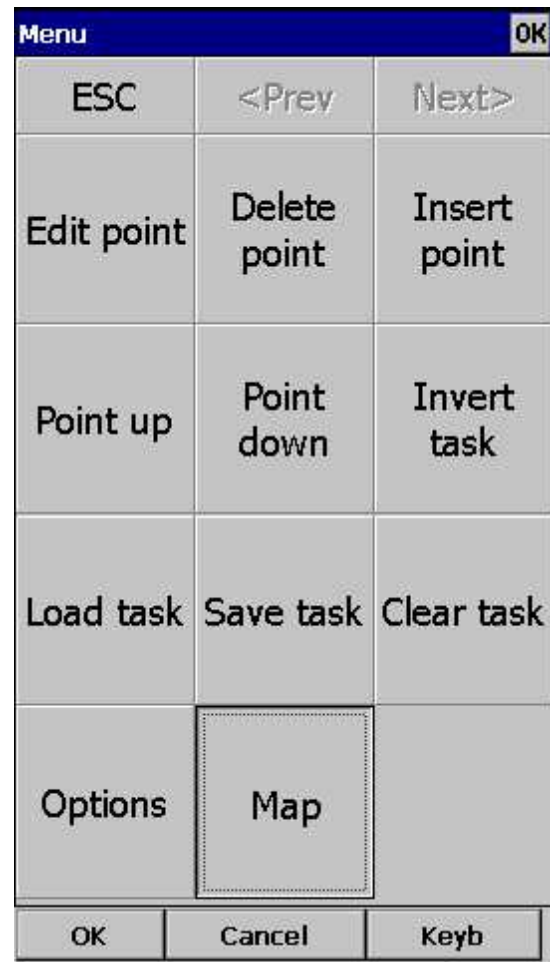 Menu OK
ESC <Prev Next>
Edit point Delete point Insert point
Point up Point down Invert task
Load task Save task Clear task
Options Map
OK Cancel Keyb